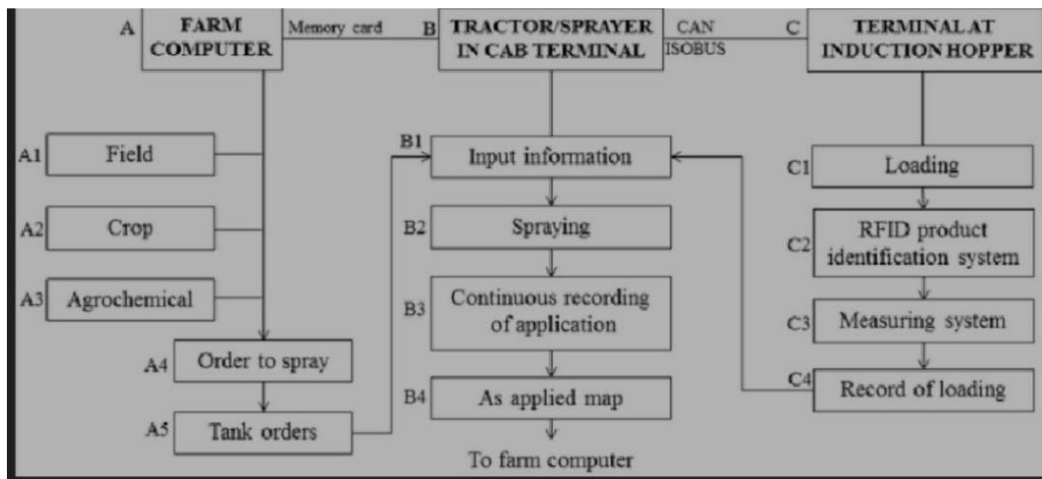 A
FARM
COMPUTER
Memory card
B
TRACTOR/SPRAYER
IN CAB TERMINAL
CAN
ISOBUS
C
TERMINAL AT
INDUCTION HOPPER
A1
Field
A2
Crop
A3
Agrochemical
A4
Order to spray
A5
Tank orders
B1
Input information
B2
Spraying
B3
Continuous recording
of application
B4
As applied map
To farm computer
C1
Loading
C2
RFID product
identification system
C3
Measuring system
C4
Record of loading